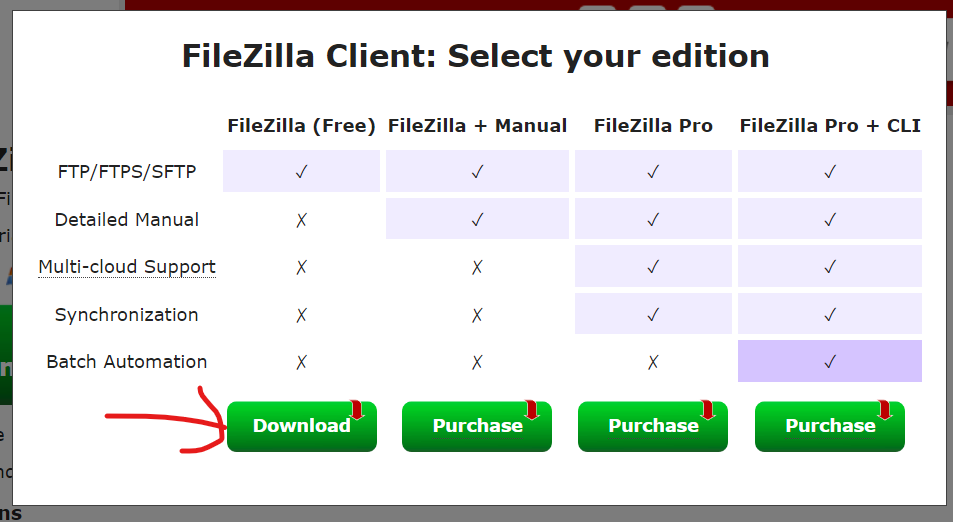 FileZilla Client: Select your edition
FileZilla (Free) FileZilla + Manual FileZilla Pro FileZilla Pro + CLI
FTP/FTPS/SFTP ✓ ✓ ✓ ✓
Detailed Manual ✗ ✓ ✓ ✓
Multi-cloud Support ✗ ✗ ✓ ✓
Synchronization ✗ ✗ ✓ ✓
Batch Automation ✗ ✗ ✗ ✓
Download Purchase Purchase Purchase